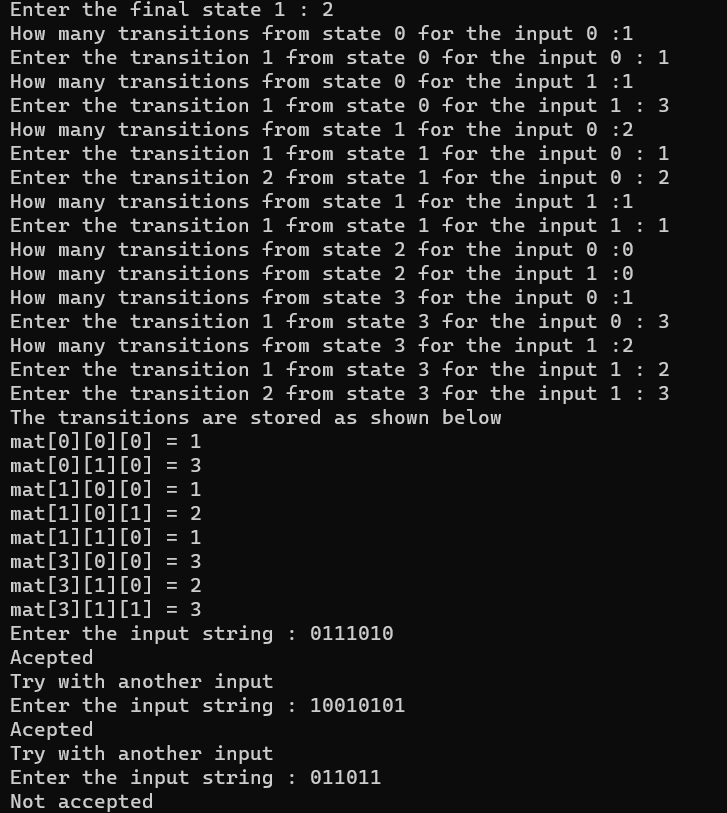 Enter the final state 1 : 2
How many transitions from state 0 for the input 0 :1
Enter the transition 1 from state 0 for the input 0 : 1
How many transitions from state 0 for the input 1 :1
Enter the transition 1 from state 0 for the input 1 : 3
How many transitions from state 1 for the input 0 :2
Enter the transition 1 from state 1 for the input 0 : 1
Enter the transition 2 from state 1 for the input 0 : 2
How many transitions from state 1 for the input 1 :1
Enter the transition 1 from state 1 for the input 1 : 1
How many transitions from state 2 for the input 0 :0
How many transitions from state 2 for the input 1 :0
How many transitions from state 3 for the input 0 :1
Enter the transition 1 from state 3 for the input 0 : 3
How many transitions from state 3 for the input 1 :2
Enter the transition 1 from state 3 for the input 1 : 2
Enter the transition 2 from state 3 for the input 1 : 3
The transitions are stored as shown below
mat[0][0][0] = 1
mat[0][1][0] = 3
mat[1][0][0] = 1
mat[1][0][1] = 2
mat[1][1][0] = 1
mat[3][0][0] = 3
mat[3][1][0] = 2
mat[3][1][1] = 3
Enter the input string : 0111010
Acepted
Try with another input
Enter the input string : 10010101
Acepted
Try with another input
Enter the input string : 011011
Not accepted